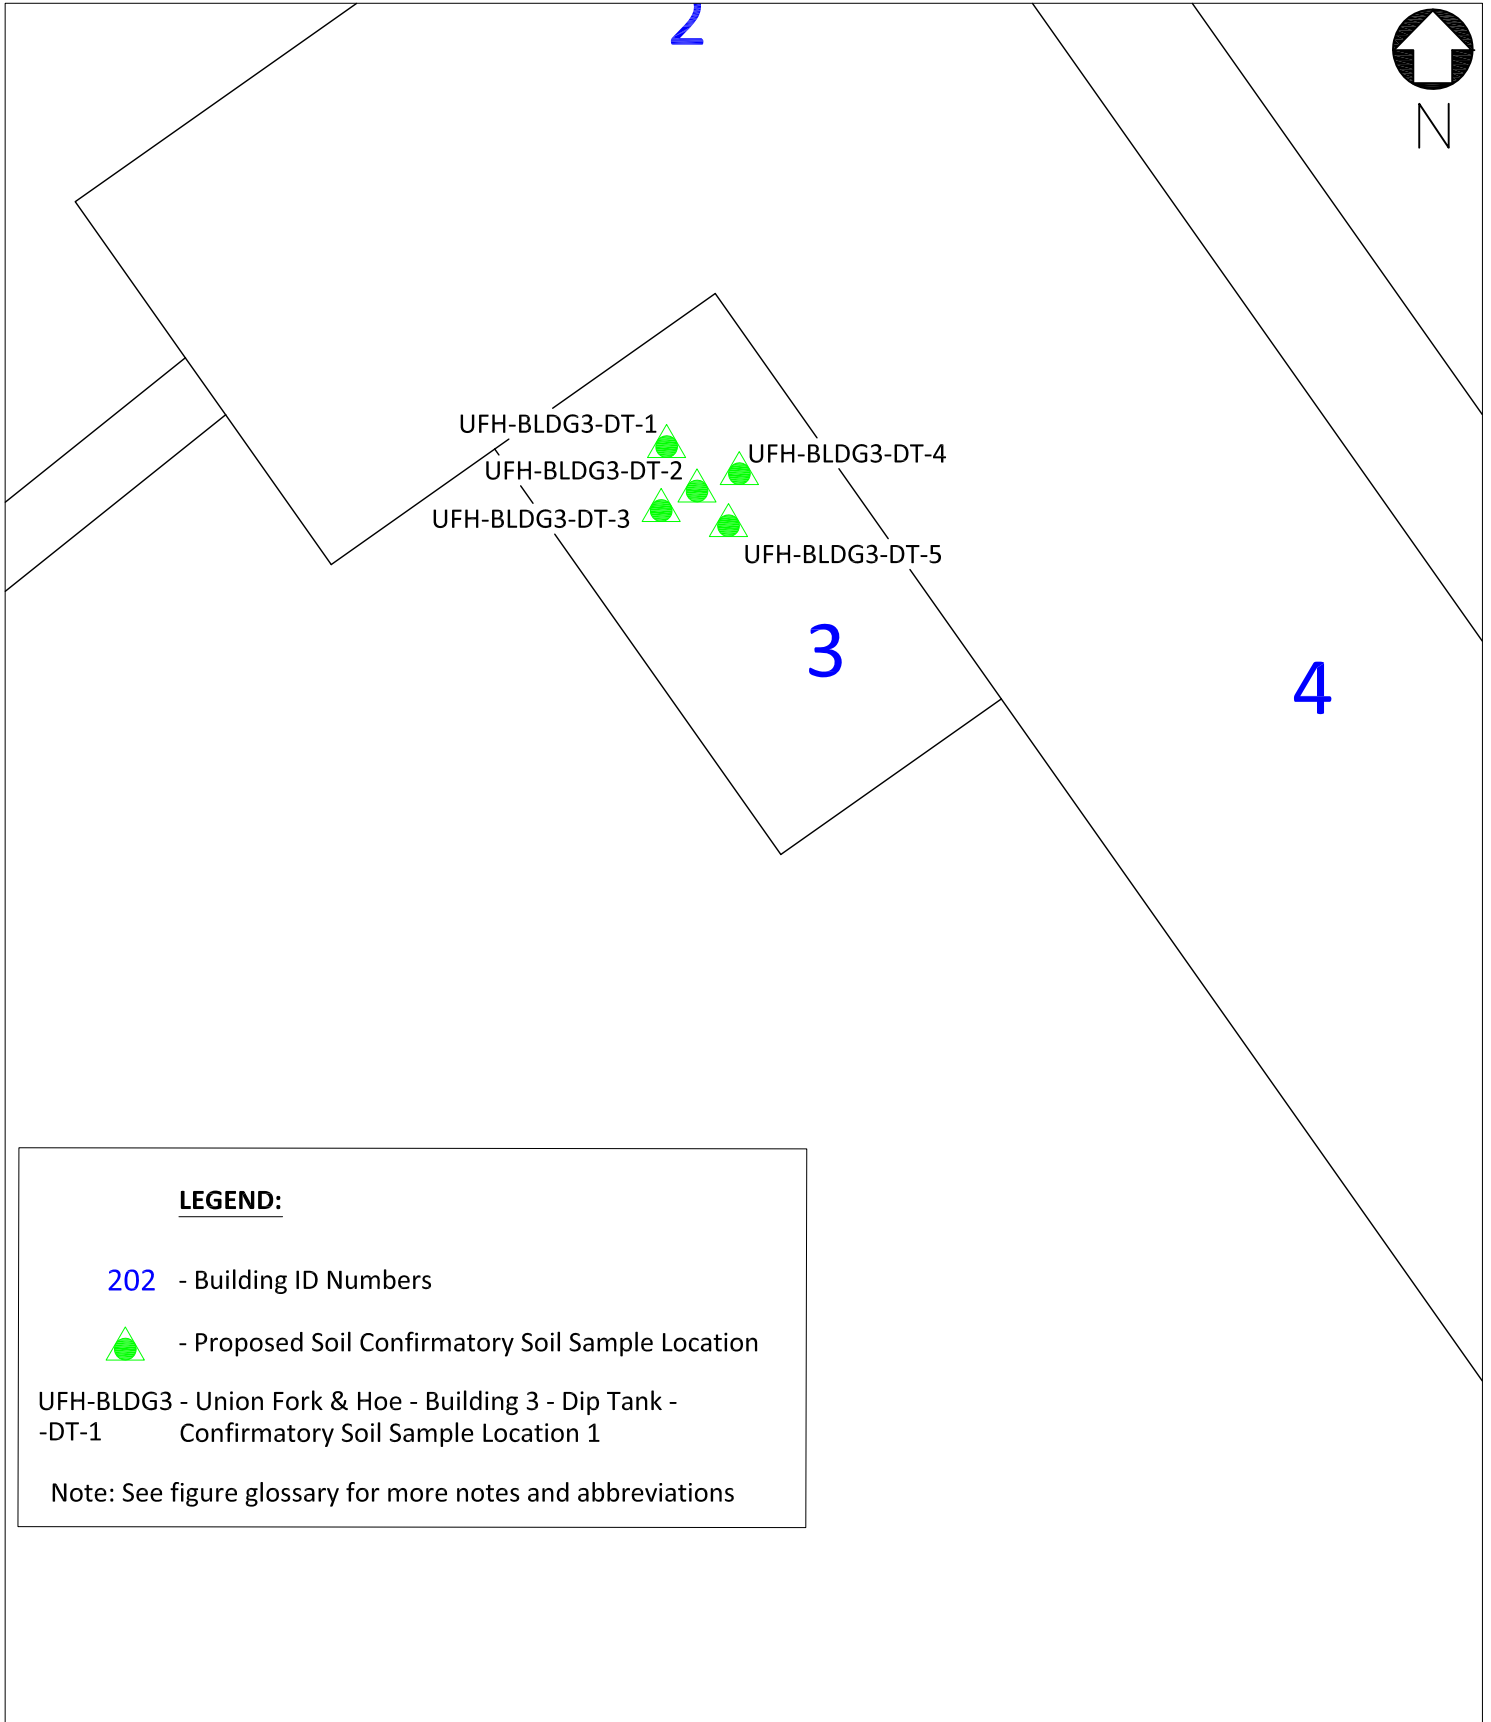 2
N
UFH-BLDG3-DT-1
UFH-BLDG3-DT-4
UFH-BLDG3-DT-2
UFH-BLDG3-DT-3
UFH-BLDG3-DT-5
3
4
LEGEND:
202 - Building ID Numbers
- Proposed Soil Confirmatory Soil Sample Location
UFH-BLDG3 - Union Fork & Hoe - Building 3 - Dip Tank -
-DT-1 Confirmatory Soil Sample Location 1
Note: See figure glossary for more notes and abbreviations